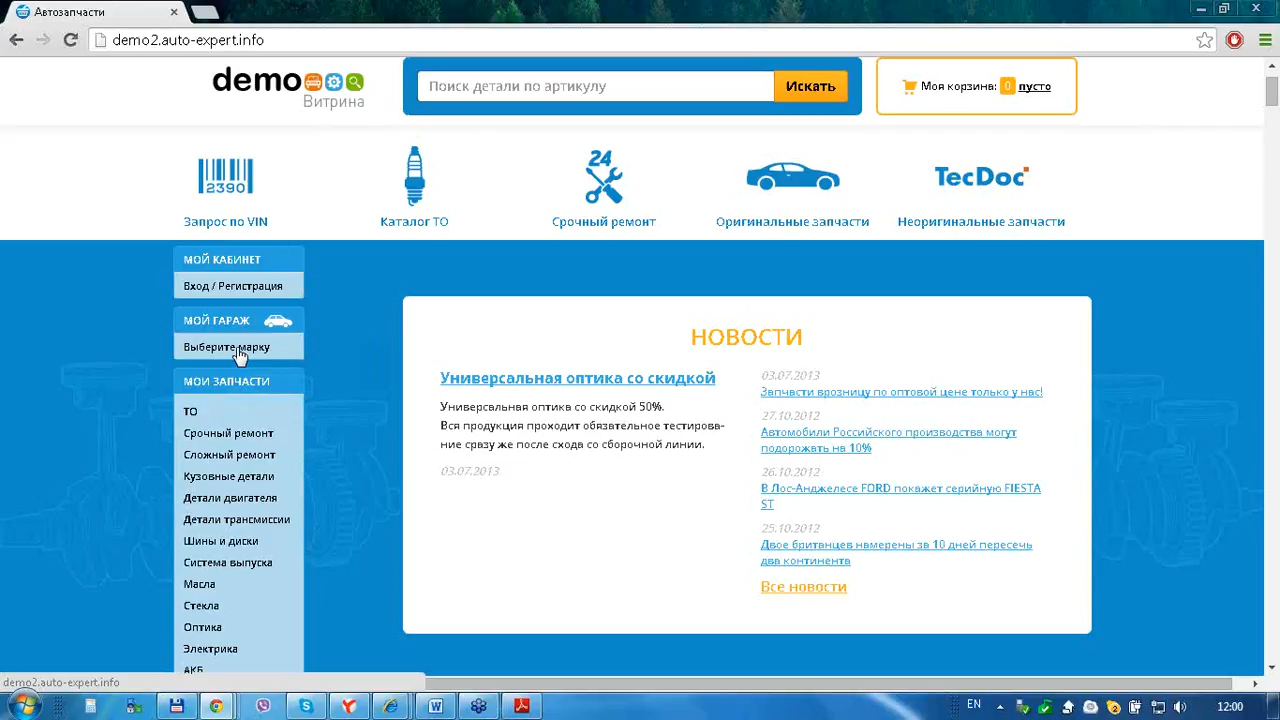 Автозапчасти
demo2.auto-expert.info
demo
Витрина
Поиск детали по артикулу
Искать
Моя корзина: 0 пусто
2390
24
TecDoc
Запрос по VIN
Каталог ТО
Срочный ремонт
Оригинальные запчасти
Неоригинальные запчасти
МОЙ КАБИНЕТ
Вход / Регистрация
МОЙ ГАРАЖ
Выберите марку
МОИ ЗАПЧАСТИ
ТО
Срочный ремонт
Сложный ремонт
Кузовные детали
Детали двигателя
Детали трансмиссии
Шины и диски
Система выпуска
Масла
Стекла
Оптика
Электрика
АКБ
НОВОСТИ
Универсальная оптика со скидкой
Универсальная оптика со скидкой 50%.
Вся продукция проходит обязательное тестирова-
ние сразу же после схода со сборочной линии.
03.07.2013
03.07.2013
Запчасти врозницу по оптовой цене только у нас!
27.10.2012
Автомобили Российского производства могут
подорожать на 10%
26.10.2012
В Лос-Анджелесе FORD покажет серийную FIESTA
ST
25.10.2012
Двое британцев намерены за 10 дней пересечь
два континента
Все новости
demo2.auto-expert.info
EN
12:00